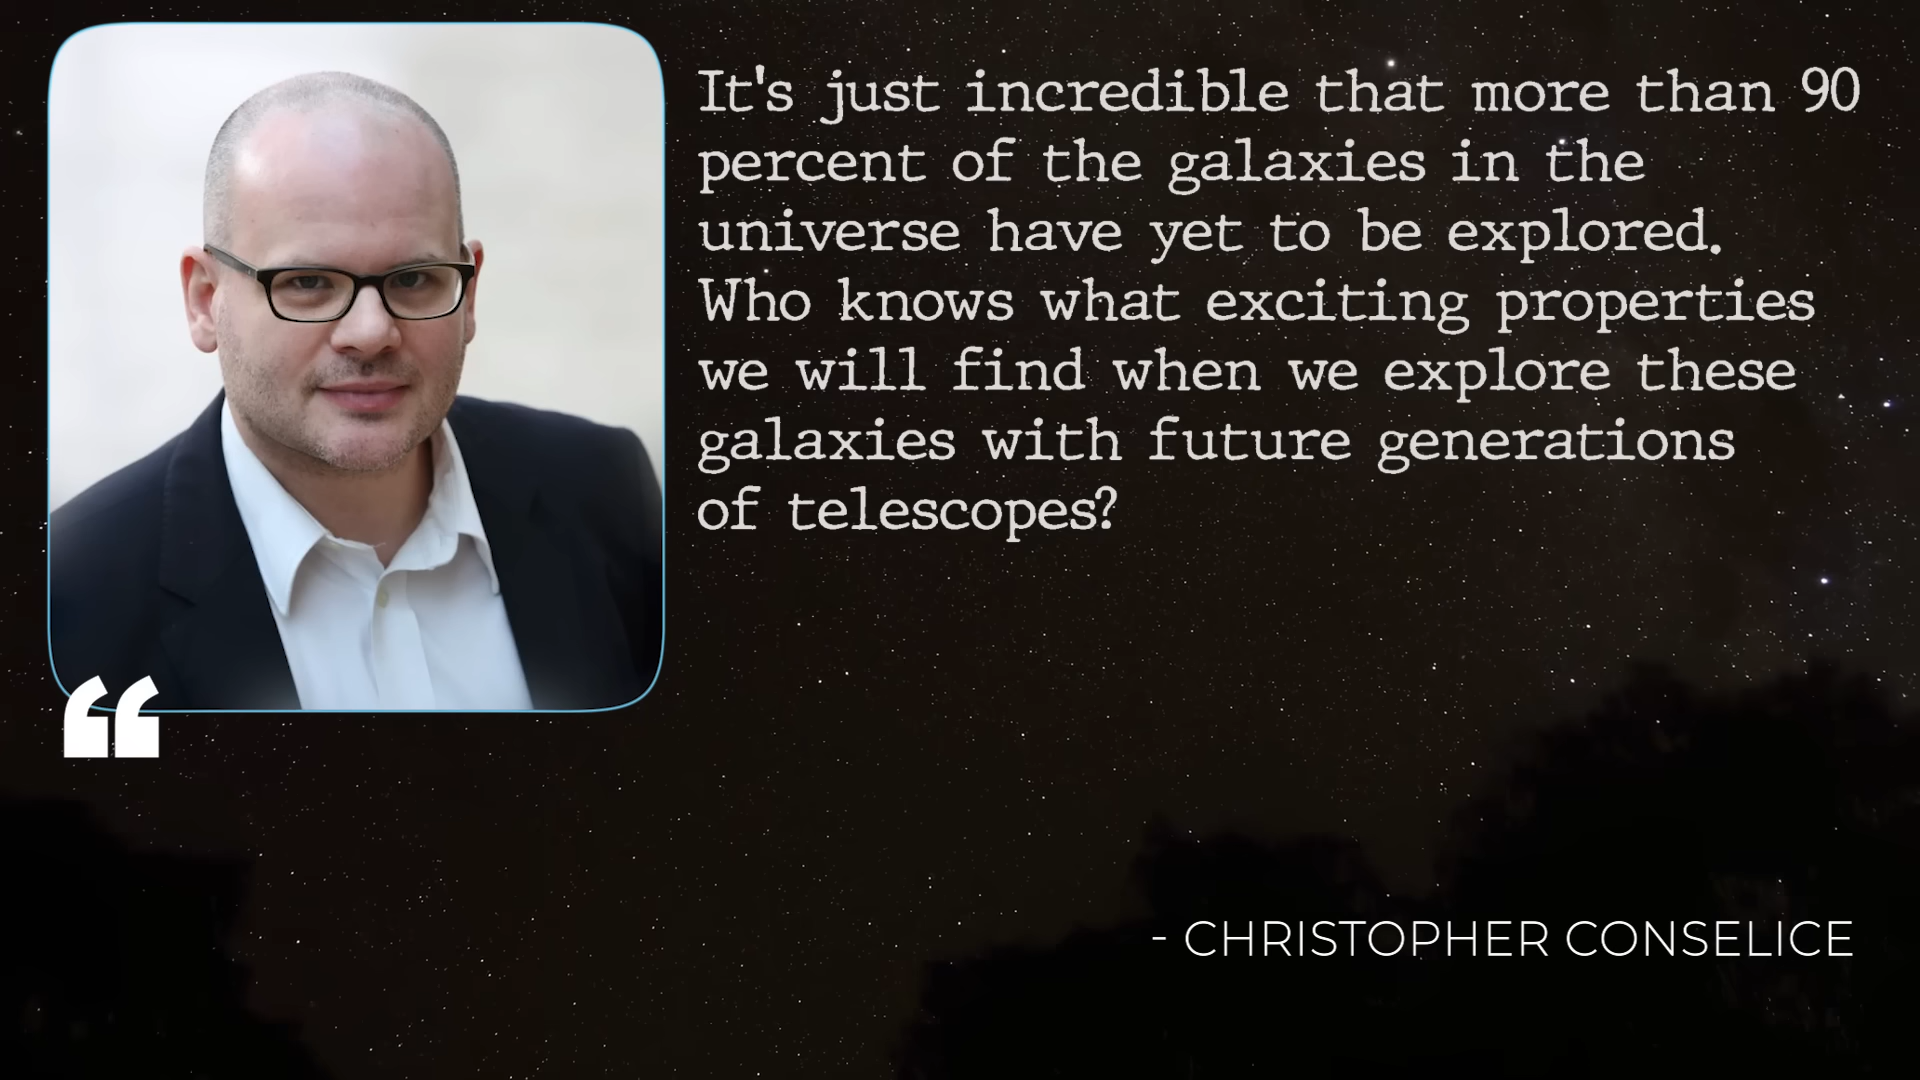 It's just incredible that more than 90
percent of the galaxies in the
universe have yet to be explored.
Who knows what exciting properties
we will find when we explore these
galaxies with future generations
of telescopes?
“
- CHRISTOPHER CONSELICE